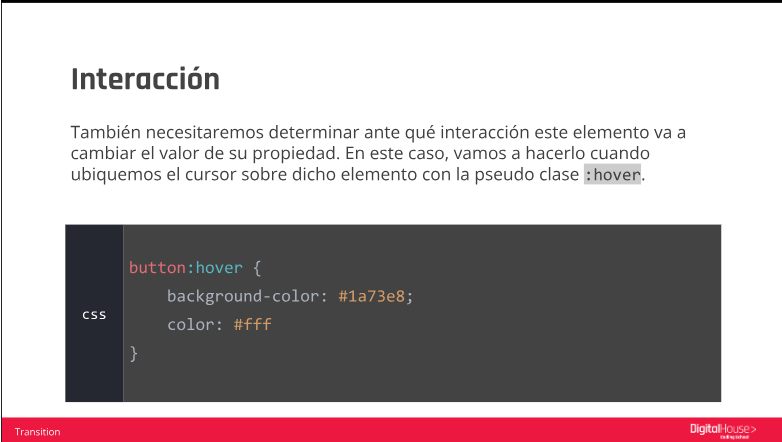 Interacción
También necesitaremos determinar ante qué interacción este elemento va a
cambiar el valor de su propiedad. En este caso, vamos a hacerlo cuando
ubiquemos el cursor sobre dicho elemento con la pseudo clase :hover.
css
button:hover {
    background-color: #1a73e8;
    color: #fff
}
Transition
DigitalHouse>
Coding School